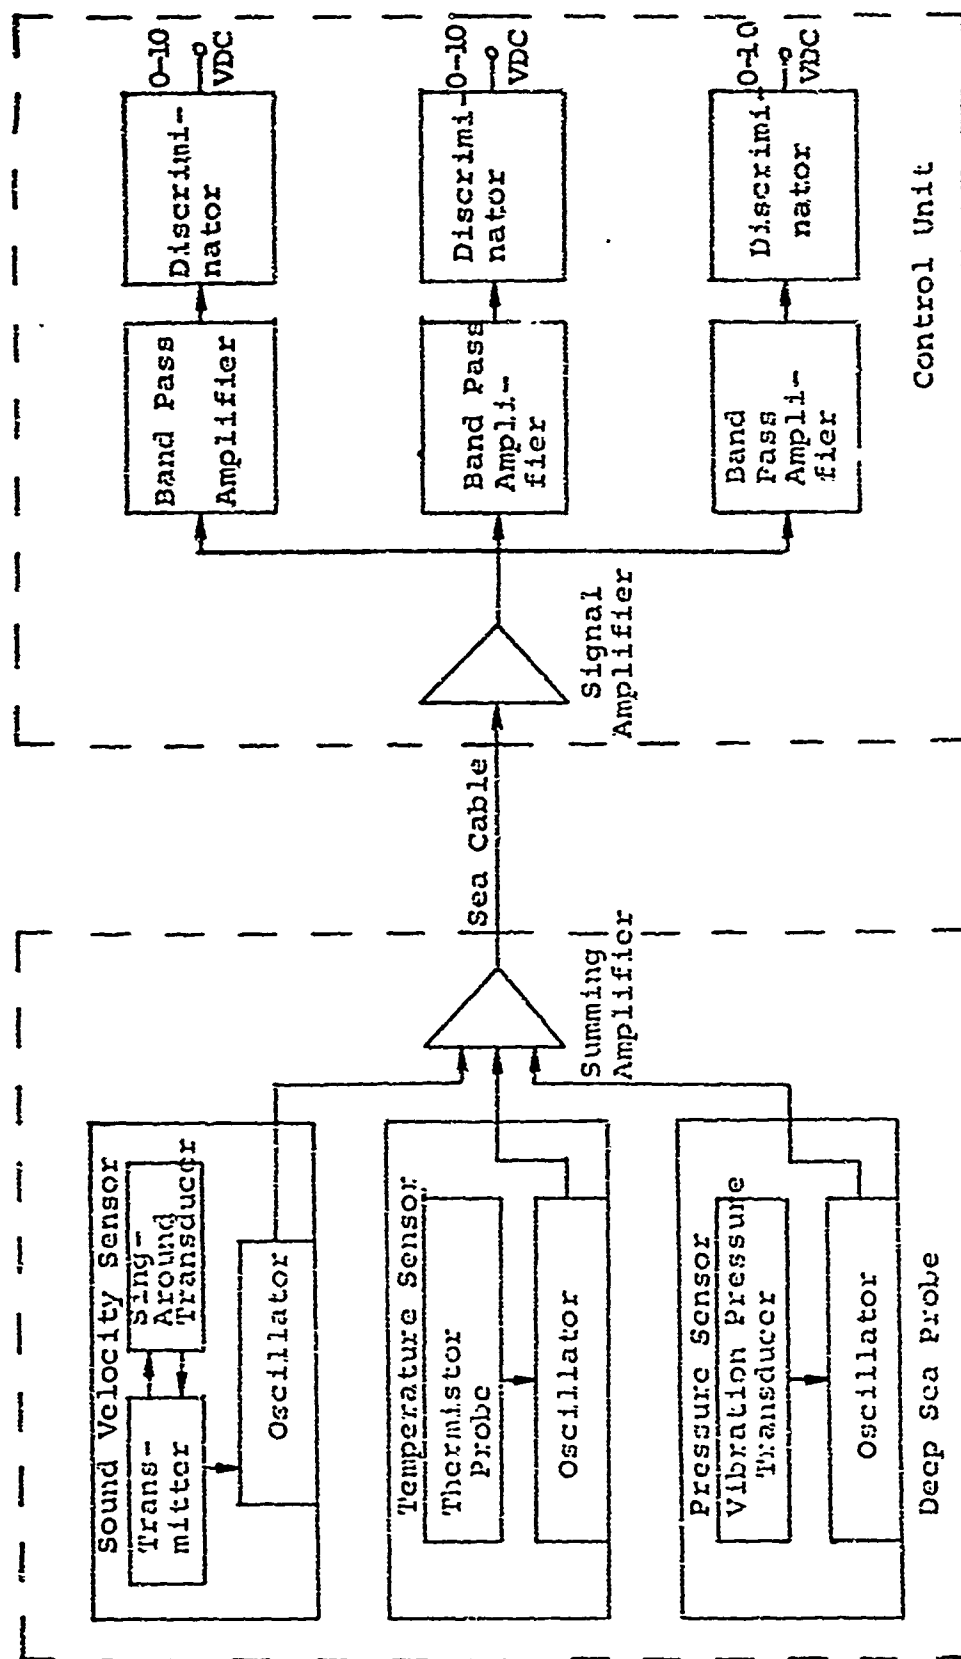 Sound Velocity Sensor
Trans-
mitter
Sing-
Around
Transducer
Oscillator
Temperature Sensor
Thermistor
Probe
Oscillator
Pressure Sensor
Vibration Pressure
Transducer
Oscillator
Deep Sea Probe
Summing
Amplifier
Sea Cable
Signal
Amplifier
Band Pass
Amplifier
Discrimi-
nator
0-10
VDC
Band Pass
Ampli-
fier
Discrimi-
nator
0-10
VDC
Band
Pass
Ampli-
fier
Discrimi-
nator
0-10
VDC
Control Unit